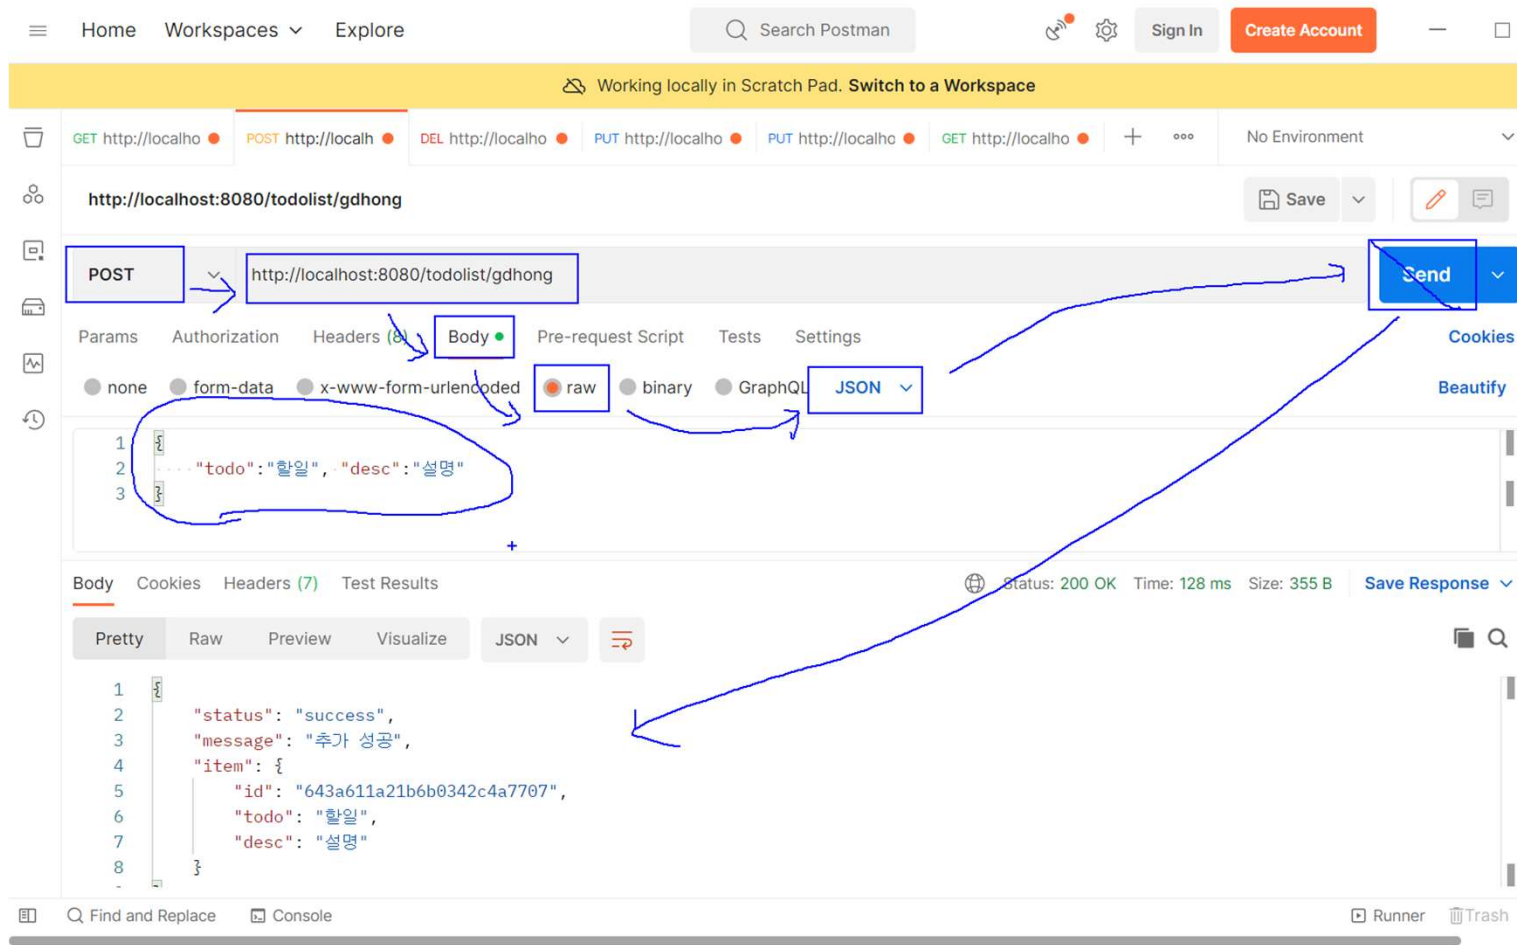 Home Workspaces Explore Search Postman Sign In Create Account
Working locally in Scratch Pad. Switch to a Workspace
GET http://localho POST http://localh DEL http://localho PUT http://localho PUT http://localhc GET http://localho No Environment
http://localhost:8080/todolist/gdhong Save
POST http://localhost:8080/todolist/gdhong Send
Params Authorization Headers (8) Body Pre-request Script Tests Settings Cookies
none form-data x-www-form-urlencoded raw binary GraphQL JSON Beautify
1 {
2 "todo":"할일", "desc":"설명"
3 }
Body Cookies Headers (7) Test Results Status: 200 OK Time: 128 ms Size: 355 B Save Response
Pretty Raw Preview Visualize JSON
1 {
2 "status": "success",
3 "message": "추가 성공",
4 "item": {
5 "id": "643a611a21b6b0342c4a7707",
6 "todo": "할일",
7 "desc": "설명"
8 }
Find and Replace Console Runner Trash